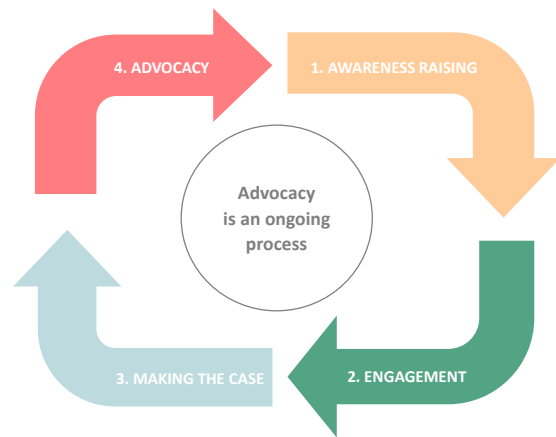 4. ADVOCACY
1. AWARENESS RAISING
Advocacy
is an ongoing
process
3. MAKING THE CASE
2. ENGAGEMENT